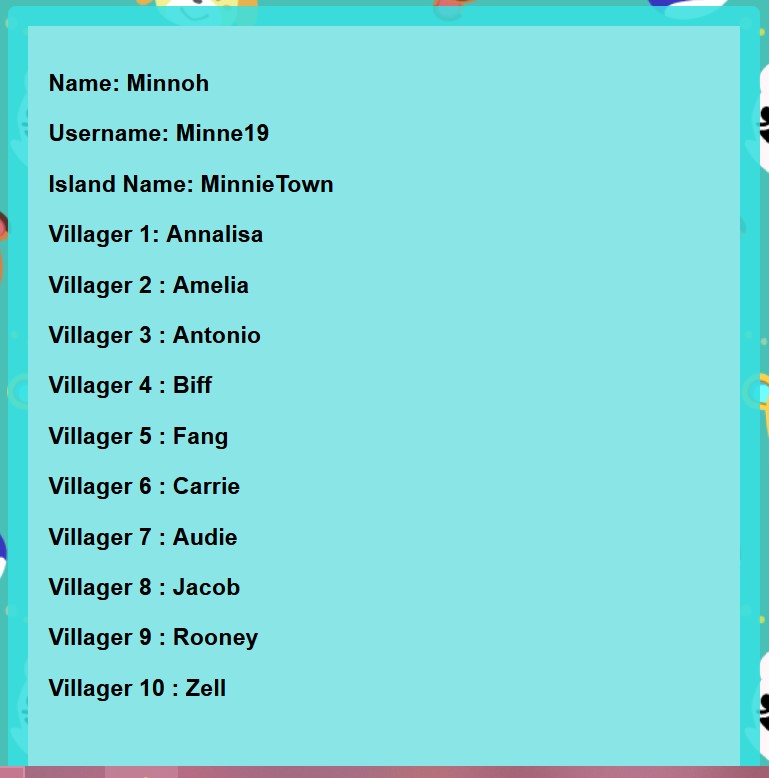 Name: Minnoh
Username: Minne19
Island Name: MinnieTown
Villager 1: Annalisa
Villager 2 : Amelia
Villager 3 : Antonio
Villager 4 : Biff
Villager 5 : Fang
Villager 6 : Carrie
Villager 7 : Audie
Villager 8 : Jacob
Villager 9 : Rooney
Villager 10 : Zell